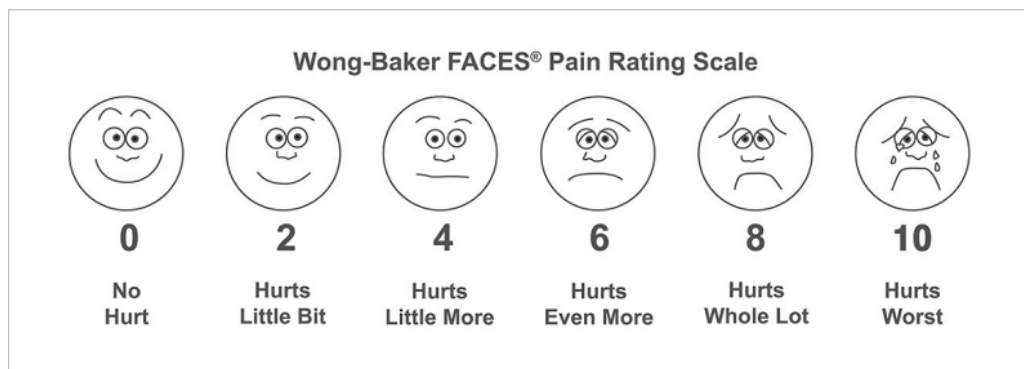 Wong-Baker FACES® Pain Rating Scale
0
2
4
6
8
10
No
Hurt
Hurts
Little Bit
Hurts
Little More
Hurts
Even More
Hurts
Whole Lot
Hurts
Worst